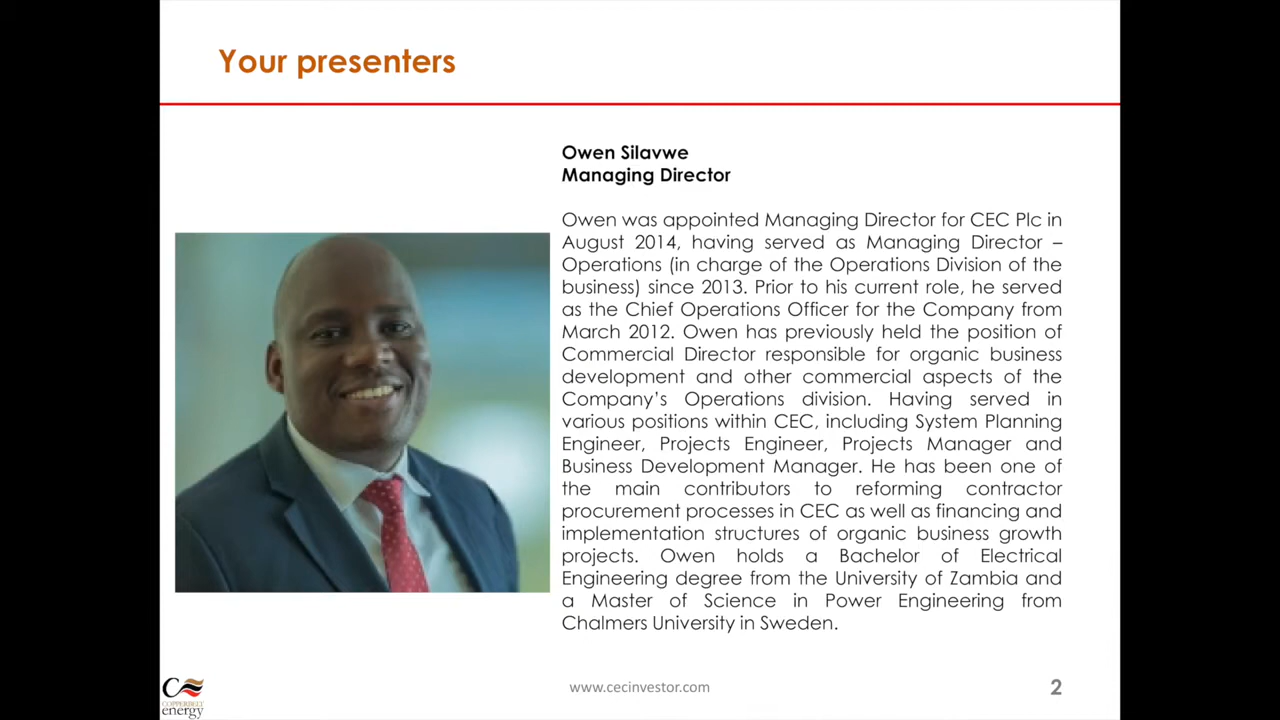 Your presenters
Owen Silavwe
Managing Director
Owen was appointed Managing Director for CEC Plc in
August 2014, having served as Managing Director –
Operations (in charge of the Operations Division of the
business) since 2013. Prior to his current role, he served
as the Chief Operations Officer for the Company from
March 2012. Owen has previously held the position of
Commercial Director responsible for organic business
development and other commercial aspects of the
Company’s Operations division. Having served in
various positions within CEC, including System Planning
Engineer, Projects Engineer, Projects Manager and
Business Development Manager. He has been one of
the main contributors to reforming contractor
procurement processes in CEC as well as financing and
implementation structures of organic business growth
projects. Owen holds a Bachelor of Electrical
Engineering degree from the University of Zambia and
a Master of Science in Power Engineering from
Chalmers University in Sweden.
COPPERBELT
energy
www.cecinvestor.com
2